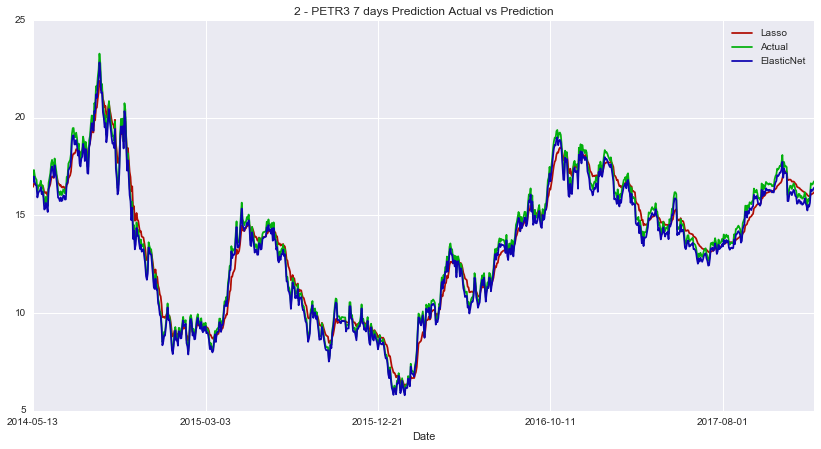 2 - PETR3 7 days Prediction Actual vs Prediction
25
Lasso
Actual
ElasticNet
20
15
10
5
2014-05-13
2015-03-03
2015-12-21
2016-10-11
2017-08-01
Date